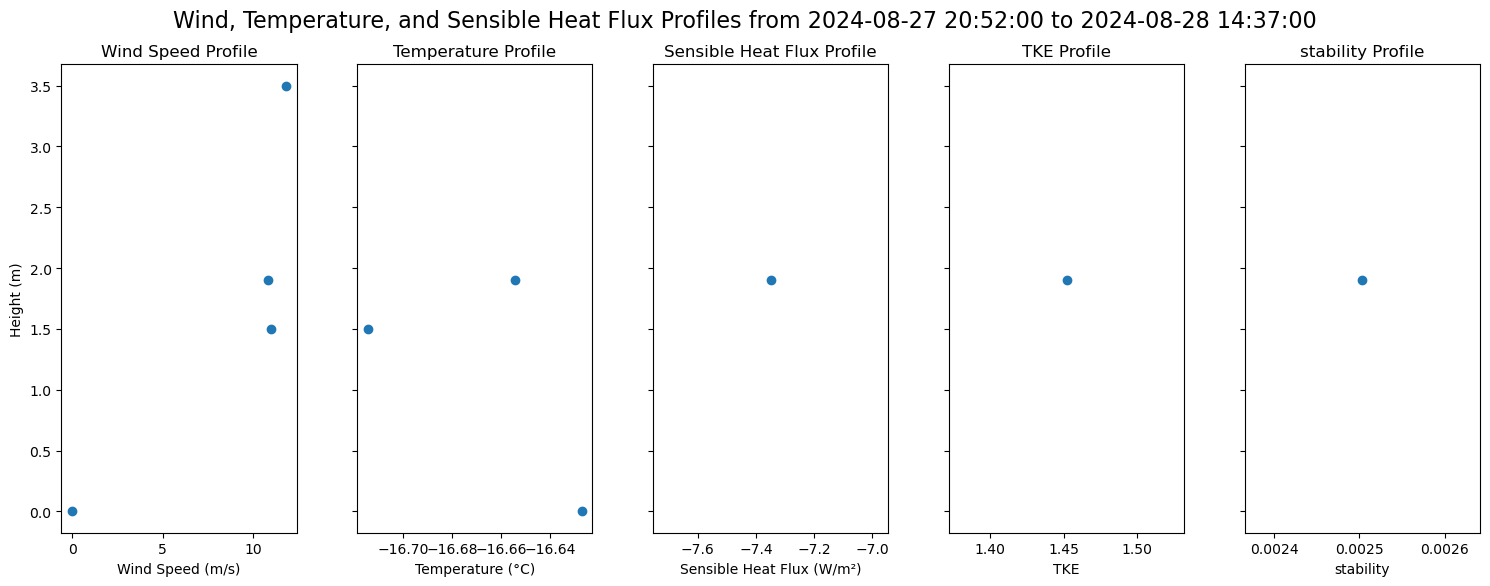 Wind, Temperature, and Sensible Heat Flux Profiles from 2024-08-27 20:52:00 to 2024-08-28 14:37:00
Wind Speed Profile
Temperature Profile
Sensible Heat Flux Profile
TKE Profile
stability Profile
Height (m)
3.5
3.0
2.5
2.0
1.5
1.0
0.5
0.0
0 5 10
−16.70 −16.68 −16.66 −16.64
−7.6 −7.4 −7.2 −7.0
1.40 1.45 1.50
0.0024 0.0025 0.0026
Wind Speed (m/s)
Temperature (°C)
Sensible Heat Flux (W/m²)
TKE
stability